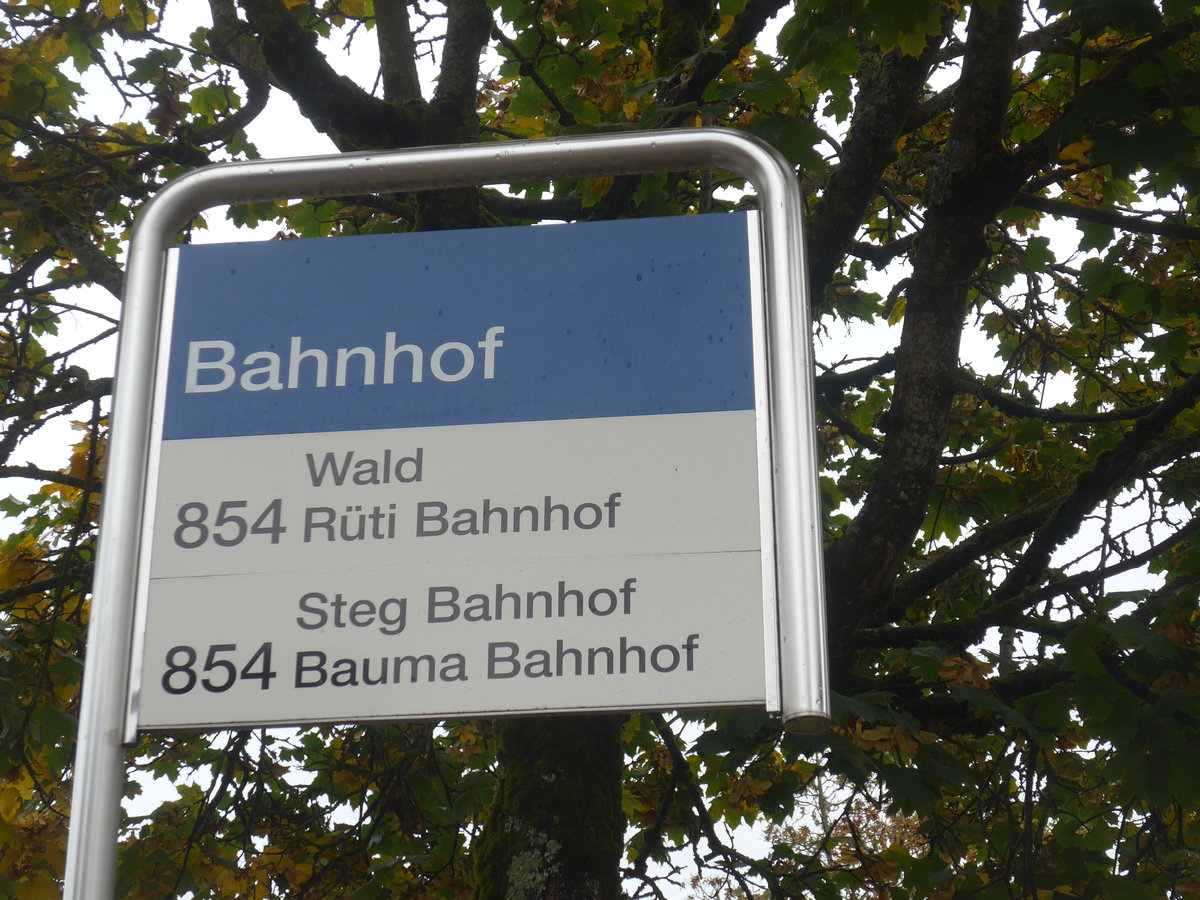 Bahnhof
Wald
854 Rüti Bahnhof
Steg Bahnhof
854 Bauma Bahnhof